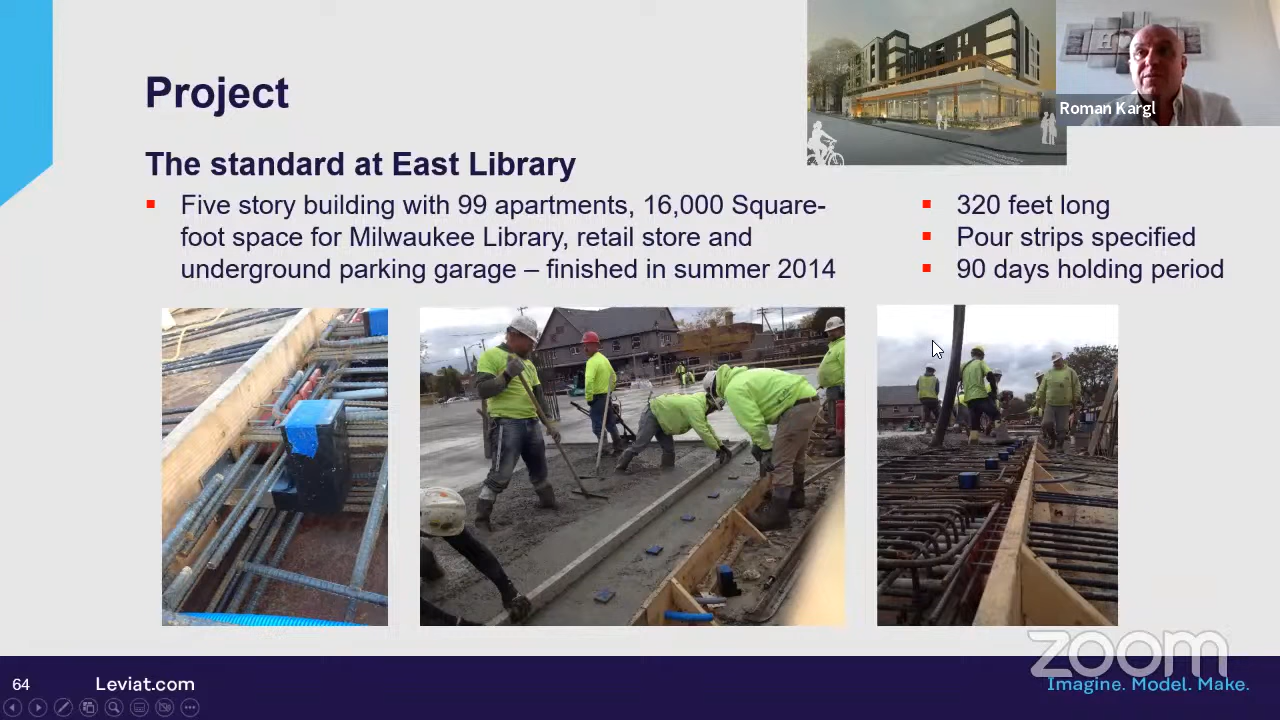 Project
Roman Kargl
The standard at East Library
Five story building with 99 apartments, 16,000 Square-
foot space for Milwaukee Library, retail store and
underground parking garage – finished in summer 2014
320 feet long
Pour strips specified
90 days holding period
zoom
64
Leviat.com
Imagine. Model. Make.